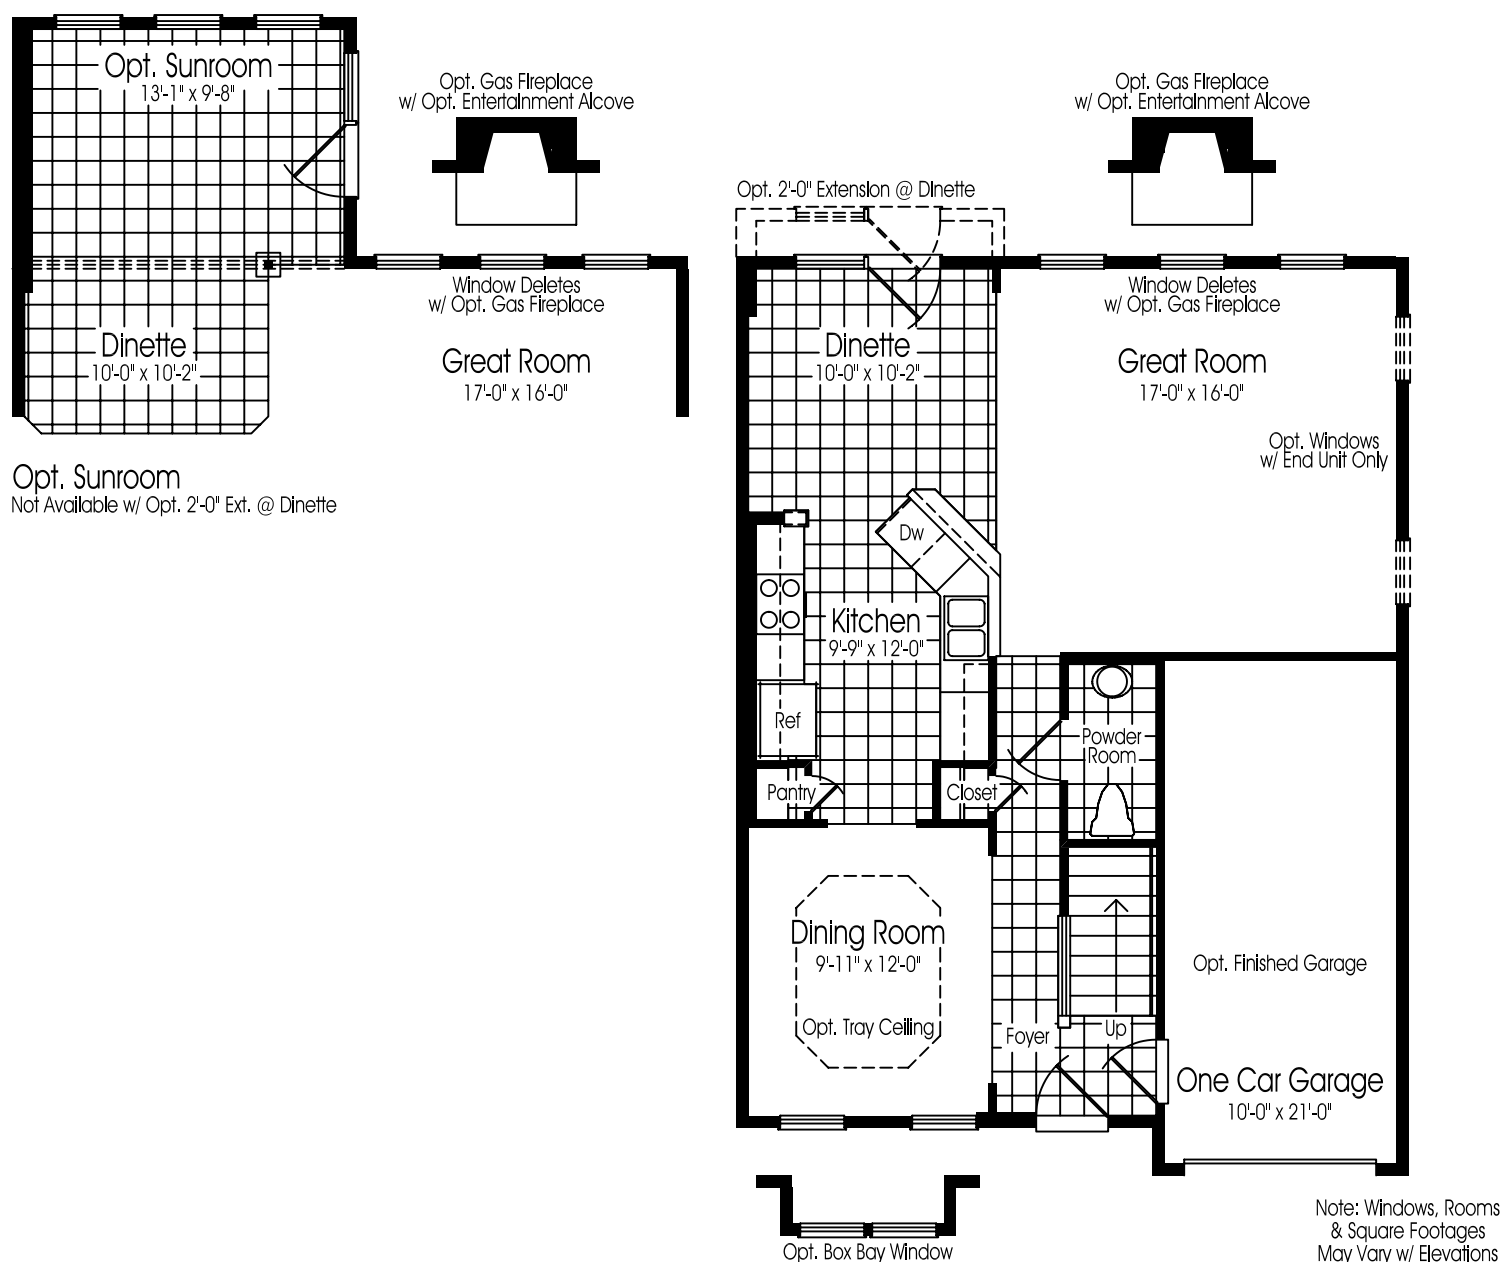 Opt. Sunroom
13'-1" x 9'-8"
Opt. Gas Fireplace
w/ Opt. Entertainment Alcove
Window Deletes
w/ Opt. Gas Fireplace
Dinette
10'-0" x 10'-2"
Great Room
17'-0" x 16'-0"
Opt. Sunroom
Not Available w/ Opt. 2'-0" Ext. @ Dinette
Opt. Gas Fireplace
w/ Opt. Entertainment Alcove
Opt. 2'-0" Extension @ Dinette
Window Deletes
w/ Opt. Gas Fireplace
Dinette
10'-0" x 10'-2"
Great Room
17'-0" x 16'-0"
Opt. Windows
w/ End Unit Only
Dw
Kitchen
9'-9" x 12'-0"
Ref
Powder
Room
Pantry
Closet
Dining Room
9'-11" x 12'-0"
Opt. Tray Ceiling
Opt. Finished Garage
Foyer
Up
One Car Garage
10'-0" x 21'-0"
Opt. Box Bay Window
Note: Windows, Rooms
& Square Footages
May Vary w/ Elevations